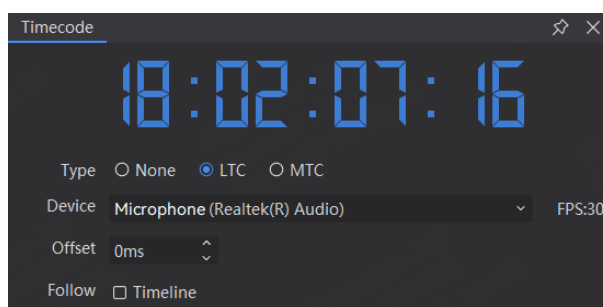 Timecode
18:02:07:16
Type None LTC MTC
Device Microphone (Realtek(R) Audio) FPS:30
Offset 0ms
Follow Timeline